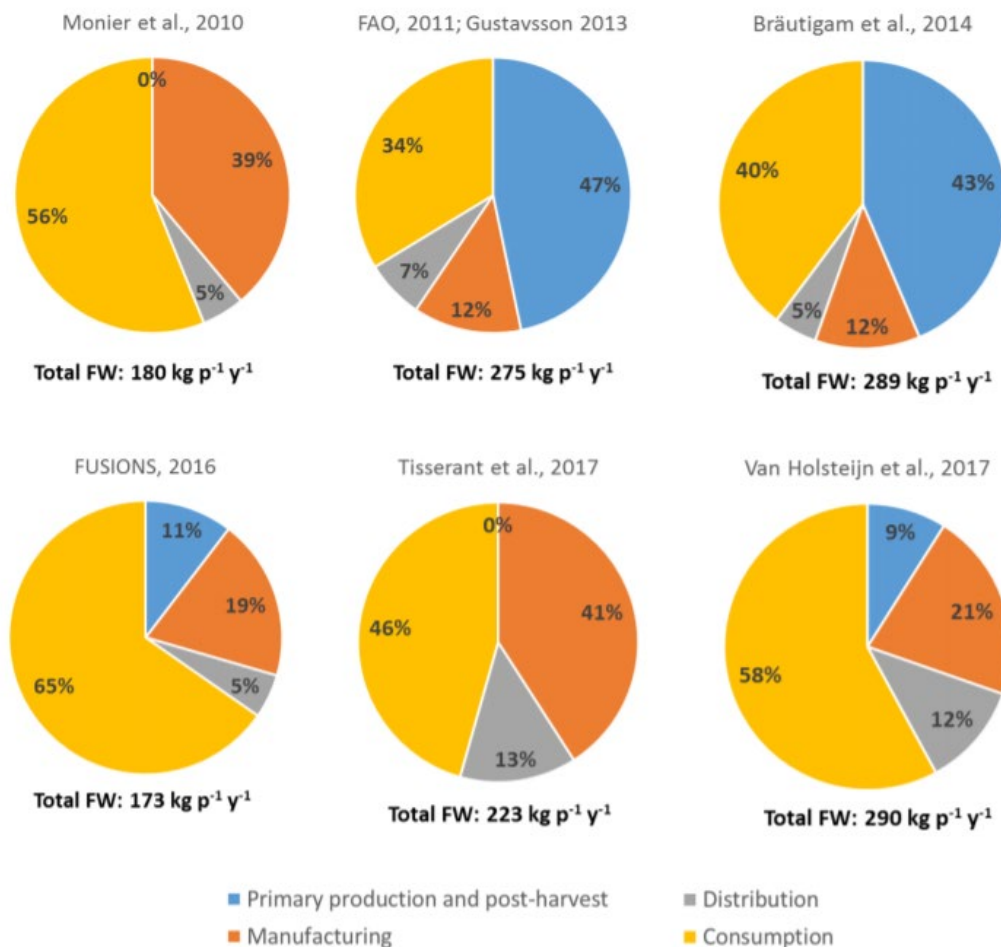 Monier et al., 2010
FAO, 2011; Gustavsson 2013
Bräutigam et al., 2014
0%
39%
56%
5%
34%
47%
7%
12%
40%
43%
5%
12%
Total FW: 180 kg p⁻¹ y⁻¹
Total FW: 275 kg p⁻¹ y⁻¹
Total FW: 289 kg p⁻¹ y⁻¹
FUSIONS, 2016
Tisserant et al., 2017
Van Holsteijn et al., 2017
11%
19%
65%
5%
0%
46%
41%
13%
9%
21%
58%
12%
Total FW: 173 kg p⁻¹ y⁻¹
Total FW: 223 kg p⁻¹ y⁻¹
Total FW: 290 kg p⁻¹ y⁻¹
Primary production and post-harvest
Distribution
Manufacturing
Consumption